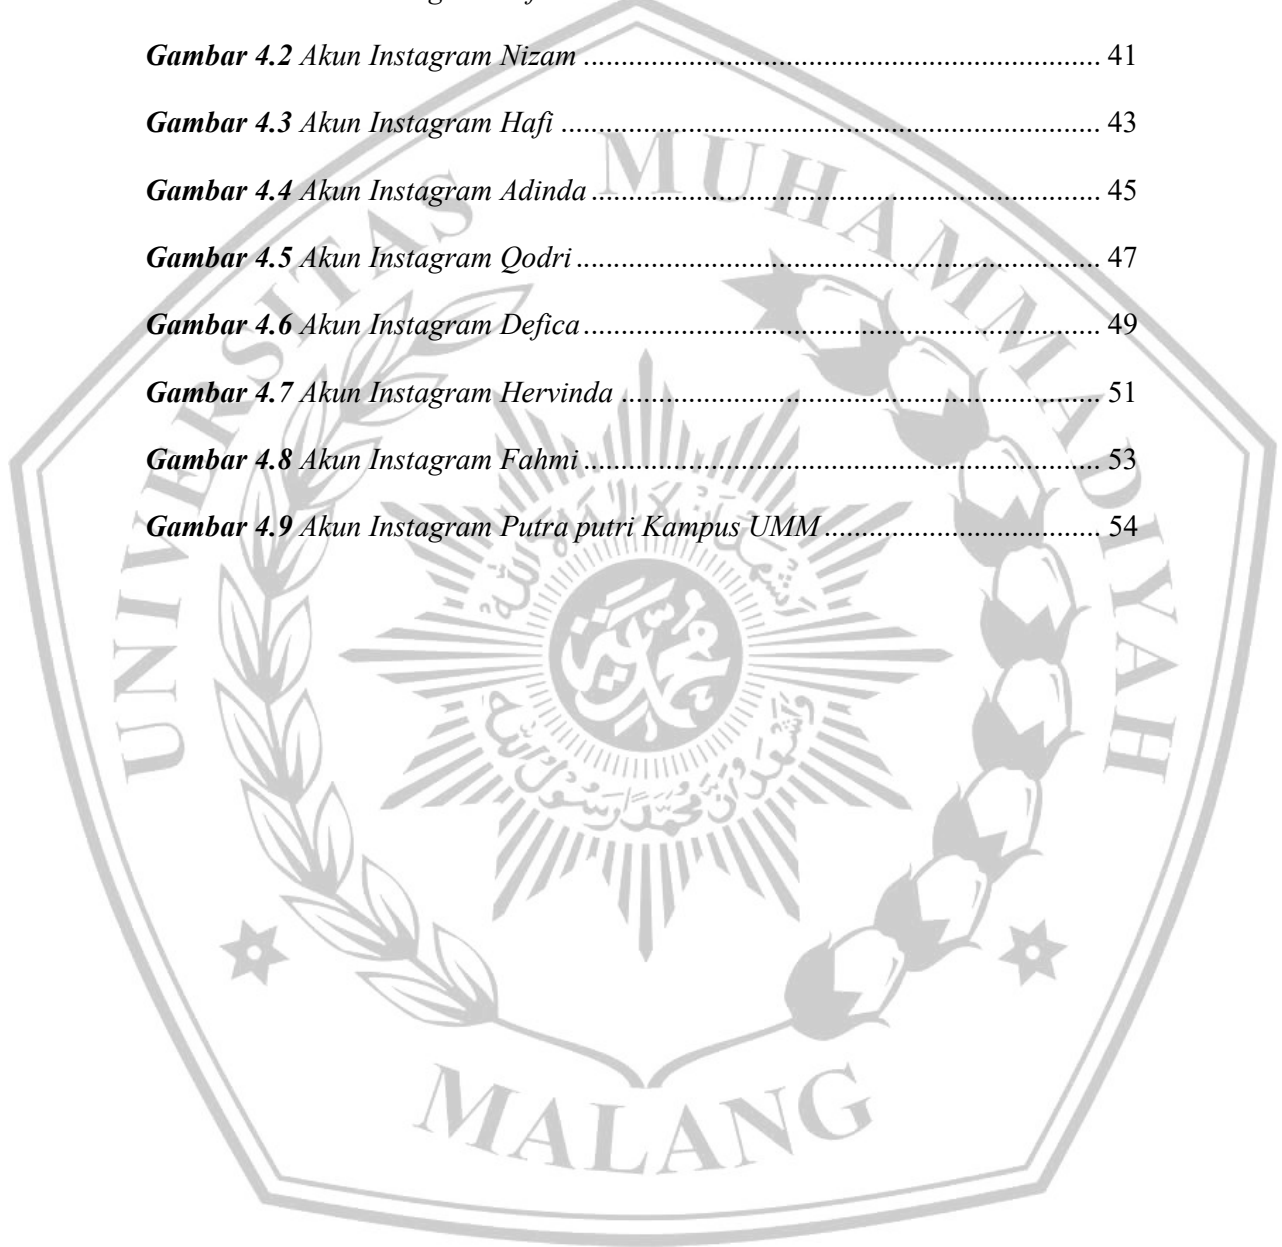 Gambar 4.2 Akun Instagram Nizam ........................................................................ 41
Gambar 4.3 Akun Instagram Hafi ........................................................................... 43
Gambar 4.4 Akun Instagram Adinda ....................................................................... 45
Gambar 4.5 Akun Instagram Qodri ......................................................................... 47
Gambar 4.6 Akun Instagram Defica ........................................................................ 49
Gambar 4.7 Akun Instagram Hervinda ................................................................... 51
Gambar 4.8 Akun Instagram Fahmi ........................................................................ 53
Gambar 4.9 Akun Instagram Putra putri Kampus UMM ...................................... 54
UNIVERSITAS MUHAMMADIYAH
MALANG